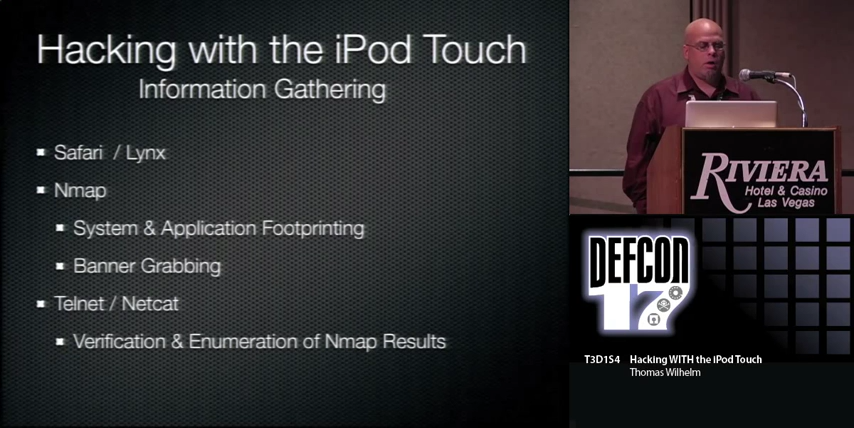 Hacking with the iPod Touch
Information Gathering
Safari / Lynx
Nmap
System & Application Footprinting
Banner Grabbing
Telnet / Netcat
Verification & Enumeration of Nmap Results
RIVIERA
Hotel & Casino
Las Vegas
DEFCON
17
T3D1S4 Hacking WITH the iPod Touch
Thomas Wilhelm